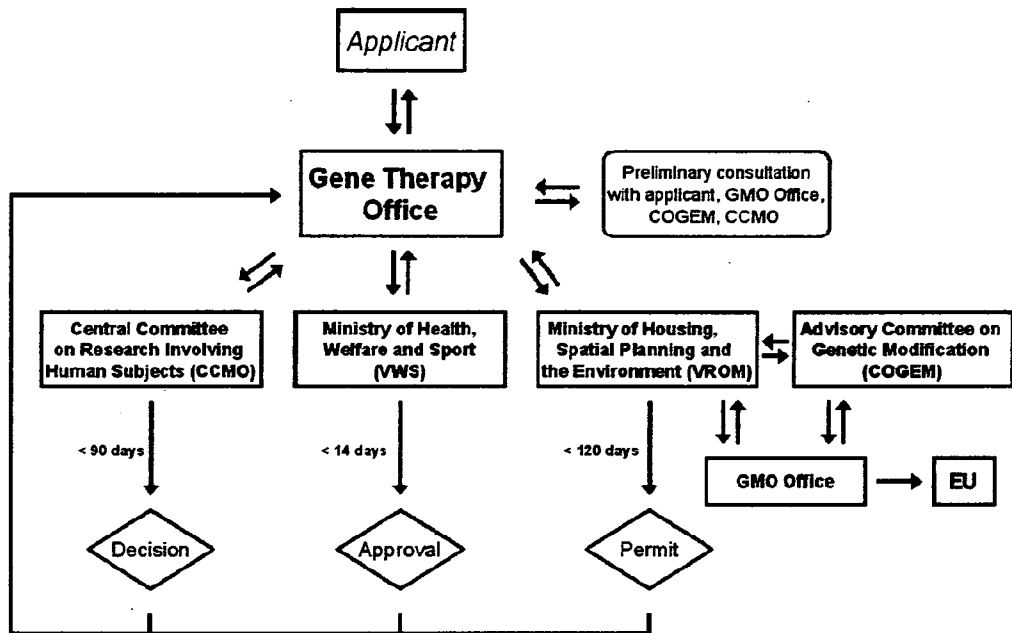 Applicant
Gene Therapy
Office
Preliminary consultation
with applicant, GMO Office,
COGEM, CCMO
Central Committee
on Research Involving
Human Subjects (CCMO)
Ministry of Health,
Welfare and Sport
(VWS)
Ministry of Housing,
Spatial Planning and
the Environment (VROM)
Advisory Committee on
Genetic Modification
(COGEM)
< 90 days
< 14 days
< 120 days
GMO Office
EU
Decision
Approval
Permit